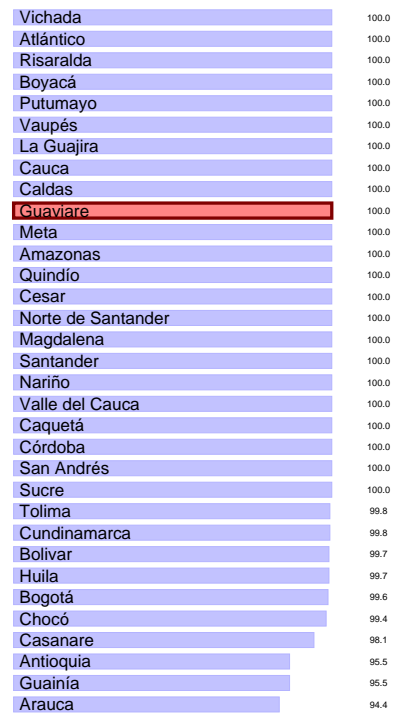 Vichada 100.0
Atlántico 100.0
Risaralda 100.0
Boyacá 100.0
Putumayo 100.0
Vaupés 100.0
La Guajira 100.0
Cauca 100.0
Caldas 100.0
Guaviare 100.0
Meta 100.0
Amazonas 100.0
Quindío 100.0
Cesar 100.0
Norte de Santander 100.0
Magdalena 100.0
Santander 100.0
Nariño 100.0
Valle del Cauca 100.0
Caquetá 100.0
Córdoba 100.0
San Andrés 100.0
Sucre 100.0
Tolima 99.8
Cundinamarca 99.8
Bolivar 99.7
Huila 99.7
Bogotá 99.6
Chocó 99.4
Casanare 98.1
Antioquia 95.5
Guainía 95.5
Arauca 94.4